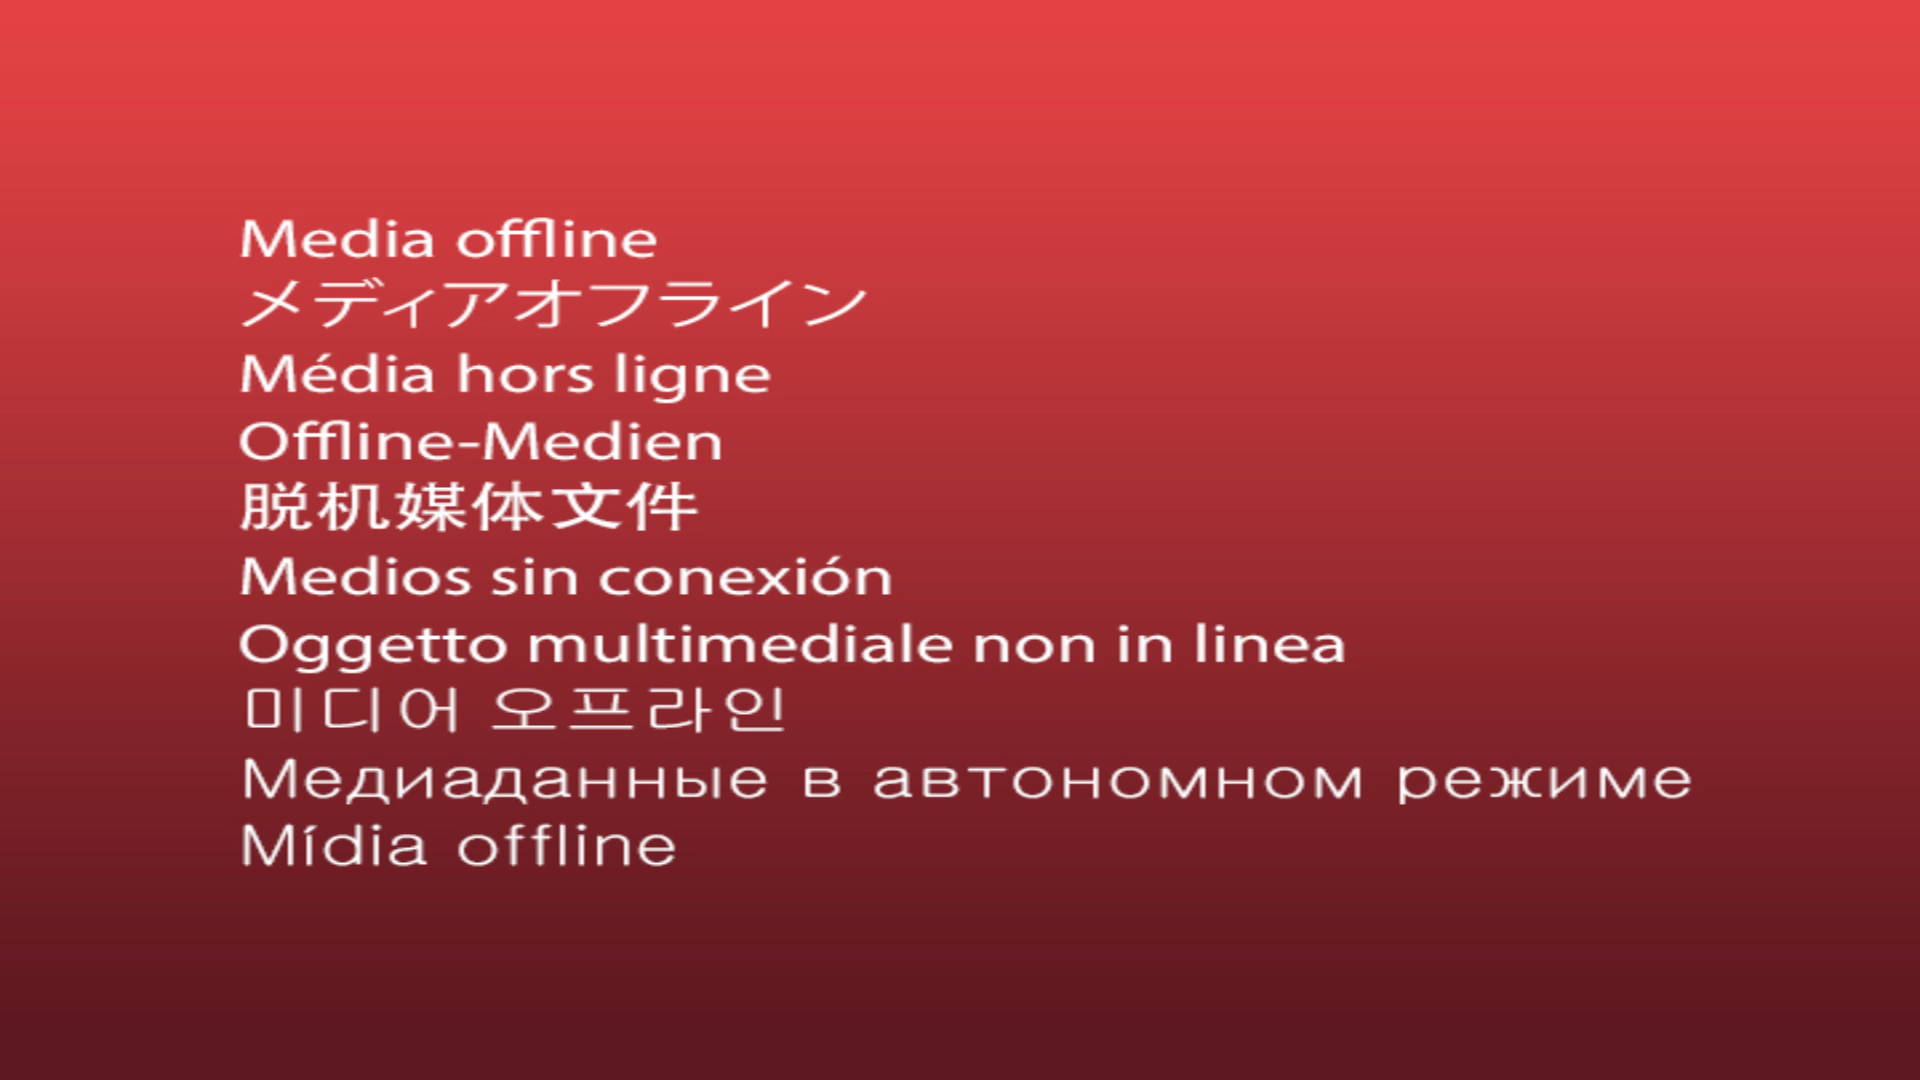 Media offline
メディアオフライン
Média hors ligne
Offline-Medien
脱机媒体文件
Medios sin conexión
Oggetto multimediale non in linea
미디어 오프라인
Медиаданные в автономном режиме
Mídia offline